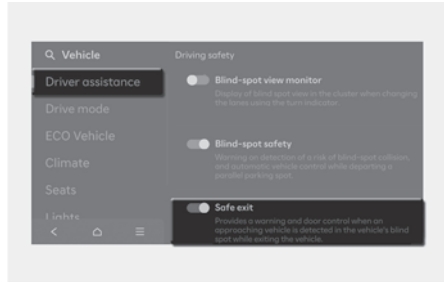 Vehicle
Driver assistance
Drive mode
ECO Vehicle
Climate
Seats
Lights
Driving safety
Blind-spot view monitor
Display of blind spot view in the cluster when changing
the lanes using the turn indicator.
Blind-spot safety
Warning on detection of a risk of blind-spot collision,
and automatic vehicle control while departing a
parallel parking spot.
Safe exit
Provides a warning and door control when an
approaching vehicle is detected in the vehicle's blind
spot while exiting the vehicle.